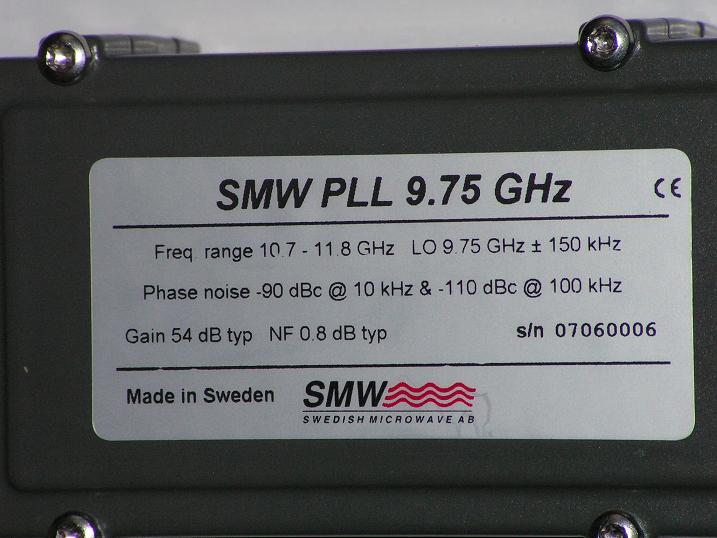 SMW PLL 9.75 GHz CE
Freq. range 10.7 - 11.8 GHz LO 9.75 GHz ± 150 kHz
Phase noise -90 dBc @ 10 kHz & -110 dBc @ 100 kHz
Gain 54 dB typ NF 0.8 dB typ s/n 07060006
Made in Sweden SMW
SWEDISH MICROWAVE AB